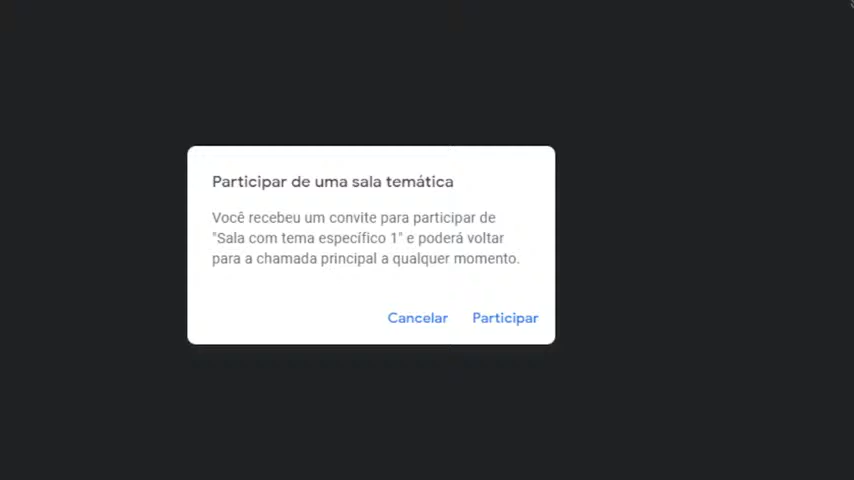 Participar de uma sala temática
Você recebeu um convite para participar de
"Sala com tema específico 1" e poderá voltar
para a chamada principal a qualquer momento.
Cancelar Participar